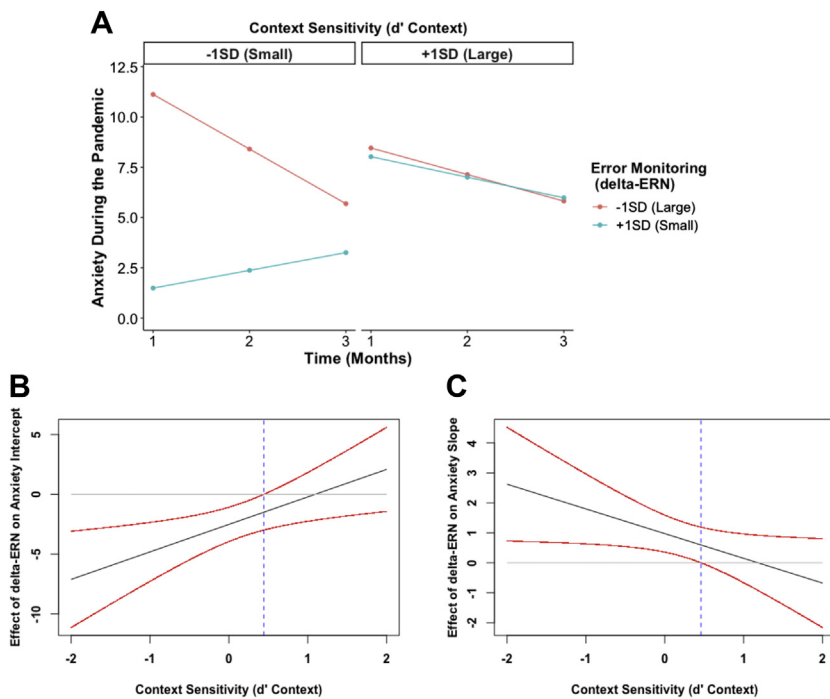 A
Context Sensitivity (d' Context)
-1SD (Small)
+1SD (Large)
12.5
10.0
7.5
5.0
2.5
0.0
Anxiety During the Pandemic
1 2 3 1 2 3
Time (Months)
Error Monitoring
(delta-ERN)
-1SD (Large)
+1SD (Small)
B
Effect of delta-ERN on Anxiety Intercept
5
0
-5
-10
-2 -1 0 1 2
Context Sensitivity (d' Context)
C
Effect of delta-ERN on Anxiety Slope
4
3
2
1
0
-1
-2
-2 -1 0 1 2
Context Sensitivity (d' Context)